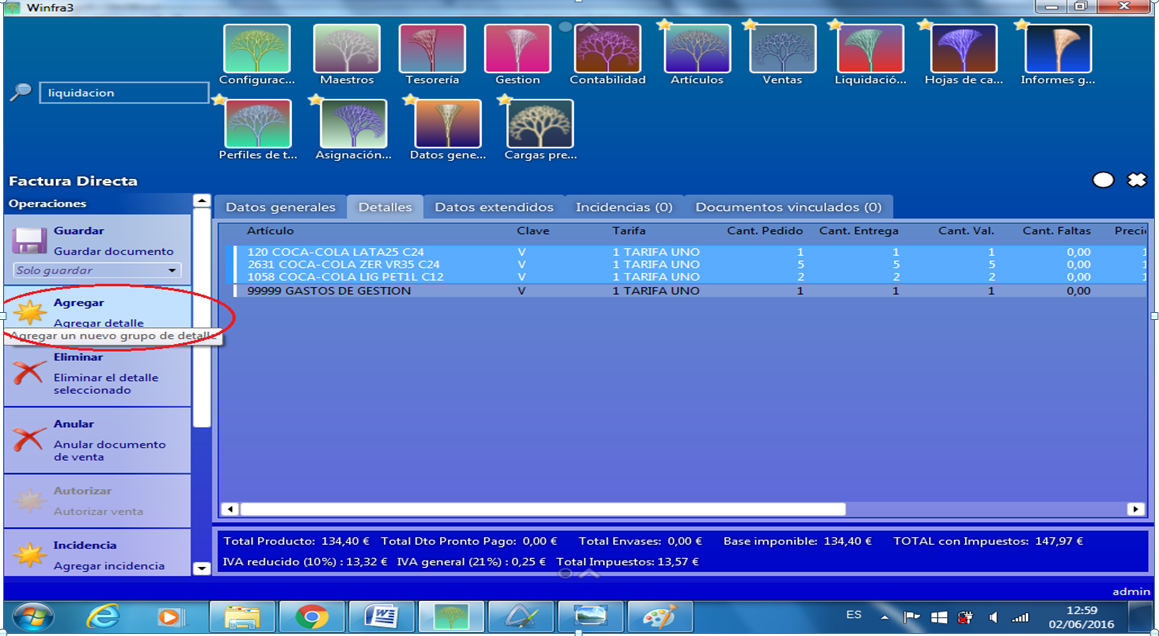 Winfra3
liquidacion
Configurac... Maestros Tesorería Gestion Contabilidad Artículos Ventas Liquidació... Hojas de ca... Informes g...
Perfiles de t... Asignación... Datos gene... Cargas pre...
Factura Directa
Operaciones
Guardar
Guardar documento
Solo guardar
Agregar
Agregar detalle
Agregar un nuevo grupo de detalle
Eliminar
Eliminar el detalle
seleccionado
Anular
Anular documento
de venta
Autorizar
Autorizar venta
Incidencia
Agregar incidencia
Datos generales Detalles Datos extendidos Incidencias (0) Documentos vinculados (0)
Artículo Clave Tarifa Cant. Pedido Cant. Entrega Cant. Val. Cant. Faltas Preci
120 COCA-COLA LATA25 C24 V 1 TARIFA UNO 1 1 1 0,00 1
2631 COCA-COLA ZER VR35 C24 V 1 TARIFA UNO 5 5 5 0,00 1
1058 COCA-COLA LIG PET1L C12 V 1 TARIFA UNO 2 2 2 0,00 1
99999 GASTOS DE GESTION V 1 TARIFA UNO 1 1 1 0,00
Total Producto: 134,40 € Total Dto Pronto Pago: 0,00 € Total Envases: 0,00 € Base imponible: 134,40 € TOTAL con Impuestos: 147,97 €
IVA reducido (10%) : 13,32 € IVA general (21%) : 0,25 € Total Impuestos: 13,57 €
admin
ES
12:59
02/06/2016